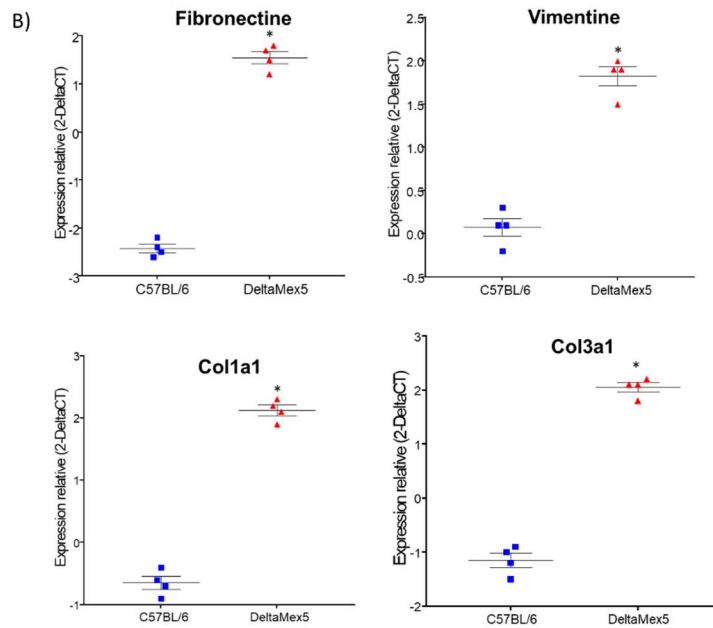 B)
Fibronectine
Expression relative (2-DeltaCT)
2
1
0
-1
-2
-3
*
C57BL/6
DeltaMex5
Vimentine
Expression relative (2-DeltaCT)
2.5
2.0
1.5
1.0
0.5
0.0
-0.5
*
C57BL/6
DeltaMex5
Col1a1
Expression relative (2-DeltaCT)
3
2
1
0
-1
*
C57BL/6
DeltaMex5
Col3a1
Expression relative (2-DeltaCT)
3
2
1
0
-1
-2
*
C57BL/6
DeltaMex5